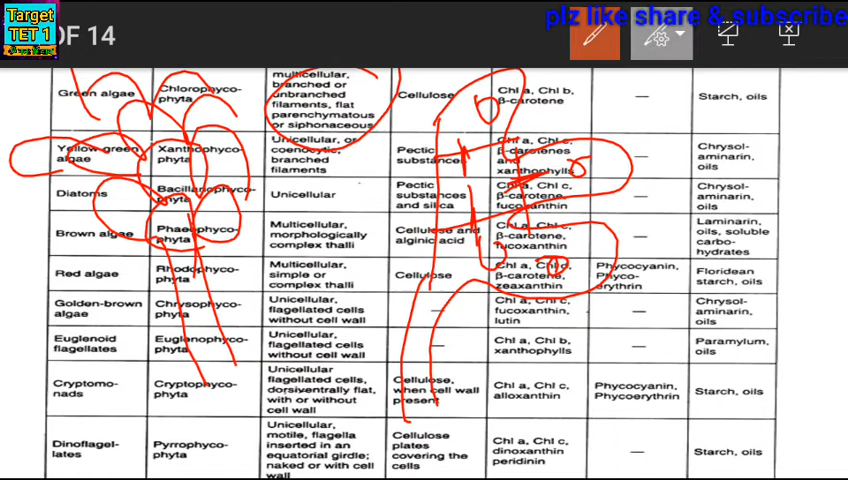 Target
TET 1
plz like share & subscribe
OF 14
Green algae
Chlorophyco-
phyta
multicellular,
branched or
unbranched
filaments, flat
parenchymatous
or siphonaceous
Cellulose
Chl a, Chl b,
β-carotene
—
Starch, oils
Yellow-green
algae
Xanthophyco-
phyta
Unicellular, or
coenocytic,
branched
filaments
Pectic
substances
Chl a, Chl c,
β-carotenes
and
xanthophylls
—
Chrysol-
aminarin,
oils
Diatoms
Bacillariophyco-
phyta
Unicellular
Pectic
substances
and silica
Chl a, Chl c,
β-carotene,
fucoxanthin
—
Chrysol-
aminarin,
oils
Brown algae
Phaeophyco-
phyta
Multicellular,
morphologically
complex thalli
Cellulose and
alginic acid
Chl a, Chl c,
β-carotene,
fucoxanthin
—
Laminarin,
oils, soluble
carbo-
hydrates
Red algae
Rhodophyco-
phyta
Multicellular,
simple or
complex thalli
Cellulose
Chl a, Chl d,
β-carotene,
zeaxanthin
Phycocyanin,
Phyco-
erythrin
Floridean
starch, oils
Golden-brown
algae
Chrysophyco-
phyta
Unicellular,
flagellated cells
without cell wall
—
Chl a, Chl c,
fucoxanthin,
lutin
—
Chrysol-
aminarin,
oils
Euglenoid
flagellates
Euglenophyco-
phyta
Unicellular,
flagellated cells
without cell wall
—
Chl a, Chl b,
xanthophylls
—
Paramylum,
oils
Cryptomo-
nads
Cryptophyco-
phyta
Unicellular
flagellated cells,
dorsiventrally flat,
with or without
cell wall
Cellulose,
when cell wall
present
Chl a, Chl c,
alloxanthin
Phycocyanin,
Phycoerythrin
Starch, oils
Dinoflagel-
lates
Pyrrophyco-
phyta
Unicellular,
motile, flagella
inserted in an
equatorial girdle;
naked or with cell
wall
Cellulose
plates
covering the
cells
Chl a, Chl c,
dinoxanthin
peridinin
—
Starch, oils